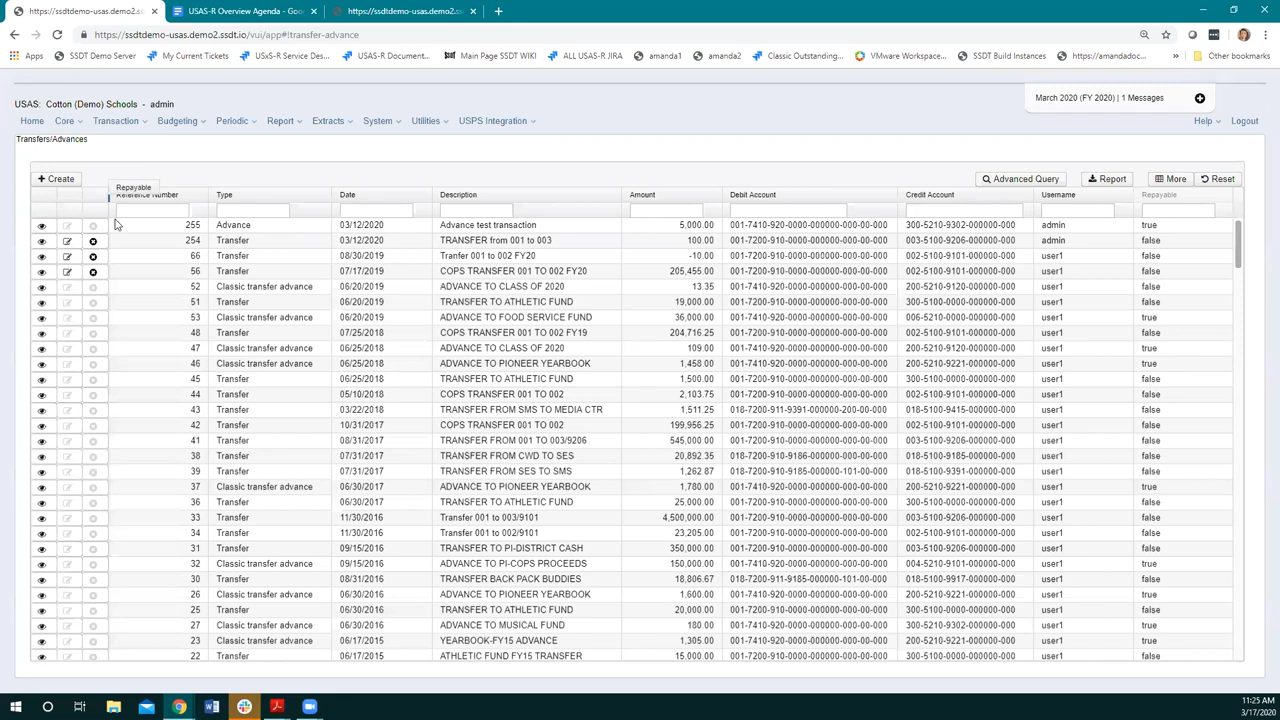 https://ssdtdemo-usas.demo2.ssdt.io × USAS-R Overview Agenda - Goo × https://ssdtdemo-usas.demo2.ssdt × +
https://ssdtdemo-usas.demo2.ssdt.io/vui/app#!transfer-advance
Apps SSDT Demo Server My Current Tickets USxS Service Des... USAS-R Document... Main Page SSDT WIKI ALL USAS-R JIRA amanda1 amanda2 Classic Outstanding... VMware Workspace... SSDT Build Instances https://amandadoc... » Other bookmarks
USAS: Cotton (Demo) Schools - admin
March 2020 (FY 2020) | 1 Messages
Home Core Transaction Budgeting Periodic Report Extracts System Utilities USPS Integration Help Logout
Transfers/Advances
+ Create Advanced Query Report More Reset
Repayable
Reference Number Type Date Description Amount Debit Account Credit Account Username Repayable
255 Advance 03/12/2020 Advance test transaction 5,000.00 001-7410-920-0000-000000-000-00-000 300-5210-9302-000000-000 admin true
254 Transfer 03/12/2020 TRANSFER from 001 to 003 100.00 001-7200-910-0000-000000-000-00-000 003-5100-9206-000000-000 admin false
66 Transfer 08/30/2019 Tranfer 001 to 002 FY20 -10.00 001-7200-910-0000-000000-000-00-000 002-5100-9101-000000-000 user1 false
56 Transfer 07/17/2019 COPS TRANSFER 001 TO 002 FY20 205,455.00 001-7200-910-0000-000000-000-00-000 002-5100-9101-000000-000 user1 false
52 Classic transfer advance 06/20/2019 ADVANCE TO CLASS OF 2020 13.35 001-7410-920-0000-000000-000-00-000 200-5210-9120-000000-000 user1 true
51 Transfer 06/20/2019 TRANSFER TO ATHLETIC FUND 19,000.00 001-7200-910-0000-000000-000-00-000 300-5100-0000-000000-000 user1 false
53 Classic transfer advance 06/20/2019 ADVANCE TO FOOD SERVICE FUND 36,000.00 001-7410-920-0000-000000-000-00-000 006-5210-0000-000000-000 user1 true
48 Transfer 07/25/2018 COPS TRANSFER 001 TO 002 FY19 204,716.25 001-7200-910-0000-000000-000-00-000 002-5100-9101-000000-000 user1 false
47 Classic transfer advance 06/25/2018 ADVANCE TO CLASS OF 2020 109.00 001-7410-920-0000-000000-000-00-000 200-5210-9120-000000-000 user1 true
46 Classic transfer advance 06/25/2018 ADVANCE TO PIONEER YEARBOOK 1,458.00 001-7410-920-0000-000000-000-00-000 200-5210-9221-000000-000 user1 true
45 Transfer 06/25/2018 TRANSFER TO ATHLETIC FUND 1,500.00 001-7200-910-0000-000000-000-00-000 300-5100-0000-000000-000 user1 false
44 Transfer 05/10/2018 COPS TRANSFER 001 TO 002 2,103.75 001-7200-910-0000-000000-000-00-000 002-5100-9101-000000-000 user1 false
43 Transfer 03/22/2018 TRANSFER FROM SMS TO MEDIA CTR 1,511.25 018-7200-911-9391-000000-200-00-000 018-5100-9415-000000-000 user1 false
42 Transfer 10/31/2017 COPS TRANSFER 001 TO 002 199,956.25 001-7200-910-0000-000000-000-00-000 002-5100-9101-000000-000 user1 false
41 Transfer 08/31/2017 TRANSFER FROM 001 TO 003/9206 545,000.00 001-7200-910-0000-000000-000-00-000 003-5100-9206-000000-000 user1 false
38 Transfer 07/31/2017 TRANSFER FROM CWD TO SES 20,892.35 018-7200-910-9186-000000-000-00-000 018-5100-9185-000000-000 user1 false
39 Transfer 07/31/2017 TRANSFER FROM SES TO SMS 1,262.87 018-7200-910-9185-000000-101-00-000 018-5100-9391-000000-000 user1 false
37 Classic transfer advance 06/30/2017 ADVANCE TO PIONEER YEARBOOK 1,780.00 001-7410-920-0000-000000-000-00-000 200-5210-9221-000000-000 user1 true
36 Transfer 06/30/2017 TRANSFER TO ATHLETIC FUND 25,000.00 001-7200-910-0000-000000-000-00-000 300-5100-0000-000000-000 user1 false
33 Transfer 11/30/2016 Transfer 001 to 003/9101 4,500,000.00 001-7200-910-0000-000000-000-00-000 003-5100-9206-000000-000 user1 false
34 Transfer 11/30/2016 Transfer 001 to 002/9101 23,205.00 001-7200-910-0000-000000-000-00-000 002-5100-9101-000000-000 user1 false
31 Transfer 09/15/2016 TRANSFER TO PI-DISTRICT CASH 350,000.00 001-7200-910-0000-000000-000-00-000 003-5100-9206-000000-000 user1 false
32 Classic transfer advance 09/15/2016 ADVANCE TO PI-COPS PROCEEDS 150,000.00 001-7410-920-0000-000000-000-00-000 004-5210-9101-000000-000 user1 true
30 Transfer 08/31/2016 TRANSFER BACK PACK BUDDIES 18,806.67 018-7200-911-9185-000000-101-00-000 018-5100-9917-000000-000 user1 false
26 Classic transfer advance 06/30/2016 ADVANCE TO PIONEER YEARBOOK 1,600.00 001-7410-920-0000-000000-000-00-000 200-5210-9221-000000-000 user1 true
25 Transfer 06/30/2016 TRANSFER TO ATHLETIC FUND 20,000.00 001-7200-910-0000-000000-000-00-000 300-5100-0000-000000-000 user1 false
27 Classic transfer advance 06/30/2016 ADVANCE TO MUSICAL FUND 180.00 001-7410-920-0000-000000-000-00-000 200-5210-9220-000000-000 user1 true
23 Classic transfer advance 06/17/2015 YEARBOOK-FY15 ADVANCE 1,305.00 001-7410-920-0000-000000-000-00-000 200-5210-9221-000000-000 user1 true
22 Transfer 06/17/2015 ATHLETIC FUND FY15 TRANSFER 15,000.00 001-7200-910-0000-000000-000-00-000 300-5100-0000-000000-000 user1 false
11:25 AM
3/17/2020